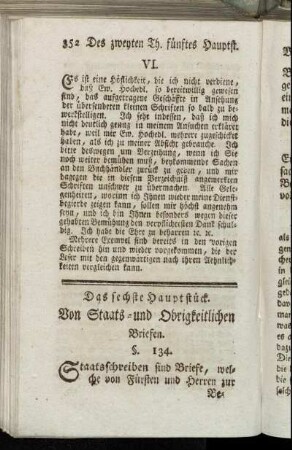 352 Des zweyten Th. fünftes Hauptst.
VI.
Es ist eine Höflichkeit, die ich nicht verdiene,
daß Ew. Hochedl. so bereitwillig gewesen
sind, das aufgetragene Geschäffte in Ansehung
der übersendeten kleinen Schriften so bald zu be-
werkstelligen. Ich sehe indessen, daß ich mich
nicht deutlich genug in meinem Ansuchen erkläret
habe, weil mir Ew. Hochedl. mehrere zugeschicket
haben, als ich zu meiner Absicht gebrauche. Ich
bitte deswegen um Verzeihung, wenn ich Sie
noch weiter bemühen muß, beykommende Sachen
an den Buchhändler zurück zu geben, und mir
dagegen die in diesem Verzeichniß angemerkten
Schriften unschwer zu übermachen. Alle Gele-
genheiten, worinn ich Ihnen wieder meine Dienst-
begierde zeigen kann, sollen mir höchst angenehm
seyn, und ich bin Ihnen besonders wegen dieser
gehabten Bemühung den verpflichtesten Dank schul-
dig. Ich habe die Ehre zu beharren ꝛc. ꝛc.
Mehrere Exempel sind bereits in den vorigen
Schreiben hin und wieder vorgekommen, die der
Leser mit den gegenwärtigen nach ihren Aehnlich-
keiten vergleichen kann.
Das sechste Hauptstück.
Von Staats- und Obrigkeitlichen
Briefen.
§. 134.
Staatsschreiben sind Briefe, wel-
che von Fürsten und Herren zur
Re-